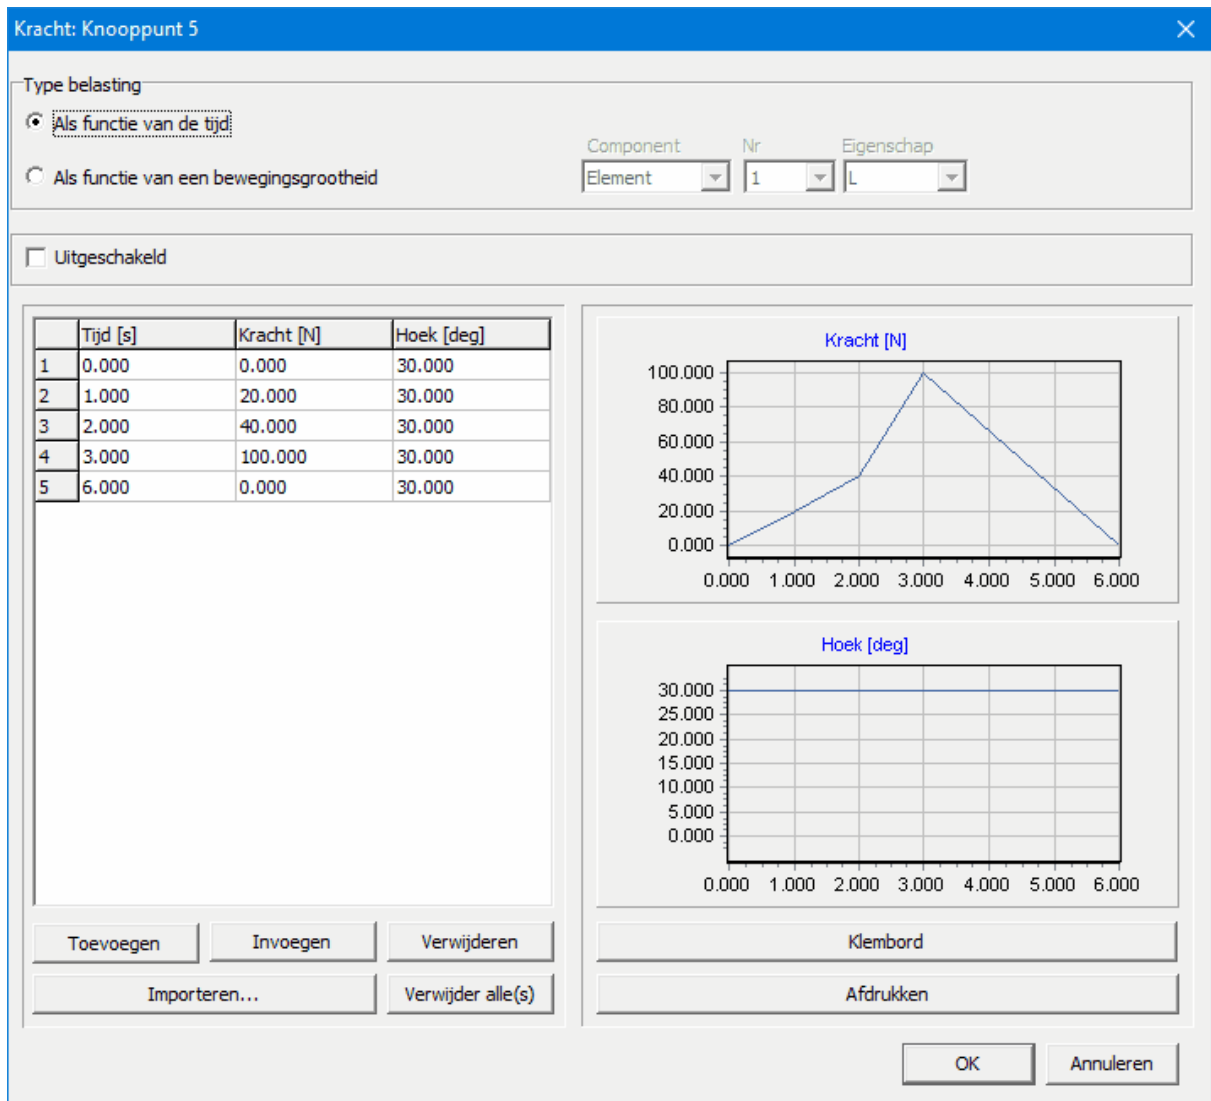 Kracht: Knooppunt 5
Type belasting
Als functie van de tijd
Component Nr Eigenschap
Als functie van een bewegingsgrootheid Element 1 L
Uitgeschakeld
Tijd [s] Kracht [N] Hoek [deg]
1 0.000 0.000 30.000
2 1.000 20.000 30.000
3 2.000 40.000 30.000
4 3.000 100.000 30.000
5 6.000 0.000 30.000
Kracht [N]
100.000
80.000
60.000
40.000
20.000
0.000
0.000 1.000 2.000 3.000 4.000 5.000 6.000
Hoek [deg]
30.000
25.000
20.000
15.000
10.000
5.000
0.000
0.000 1.000 2.000 3.000 4.000 5.000 6.000
Toevoegen Invoegen Verwijderen
Importeren... Verwijder alle(s)
Klembord
Afdrukken
OK Annuleren